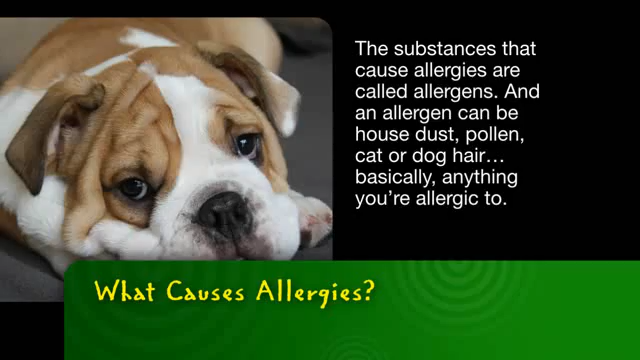 The substances that
cause allergies are
called allergens. And
an allergen can be
house dust, pollen,
cat or dog hair…
basically, anything
you're allergic to.
What Causes Allergies?